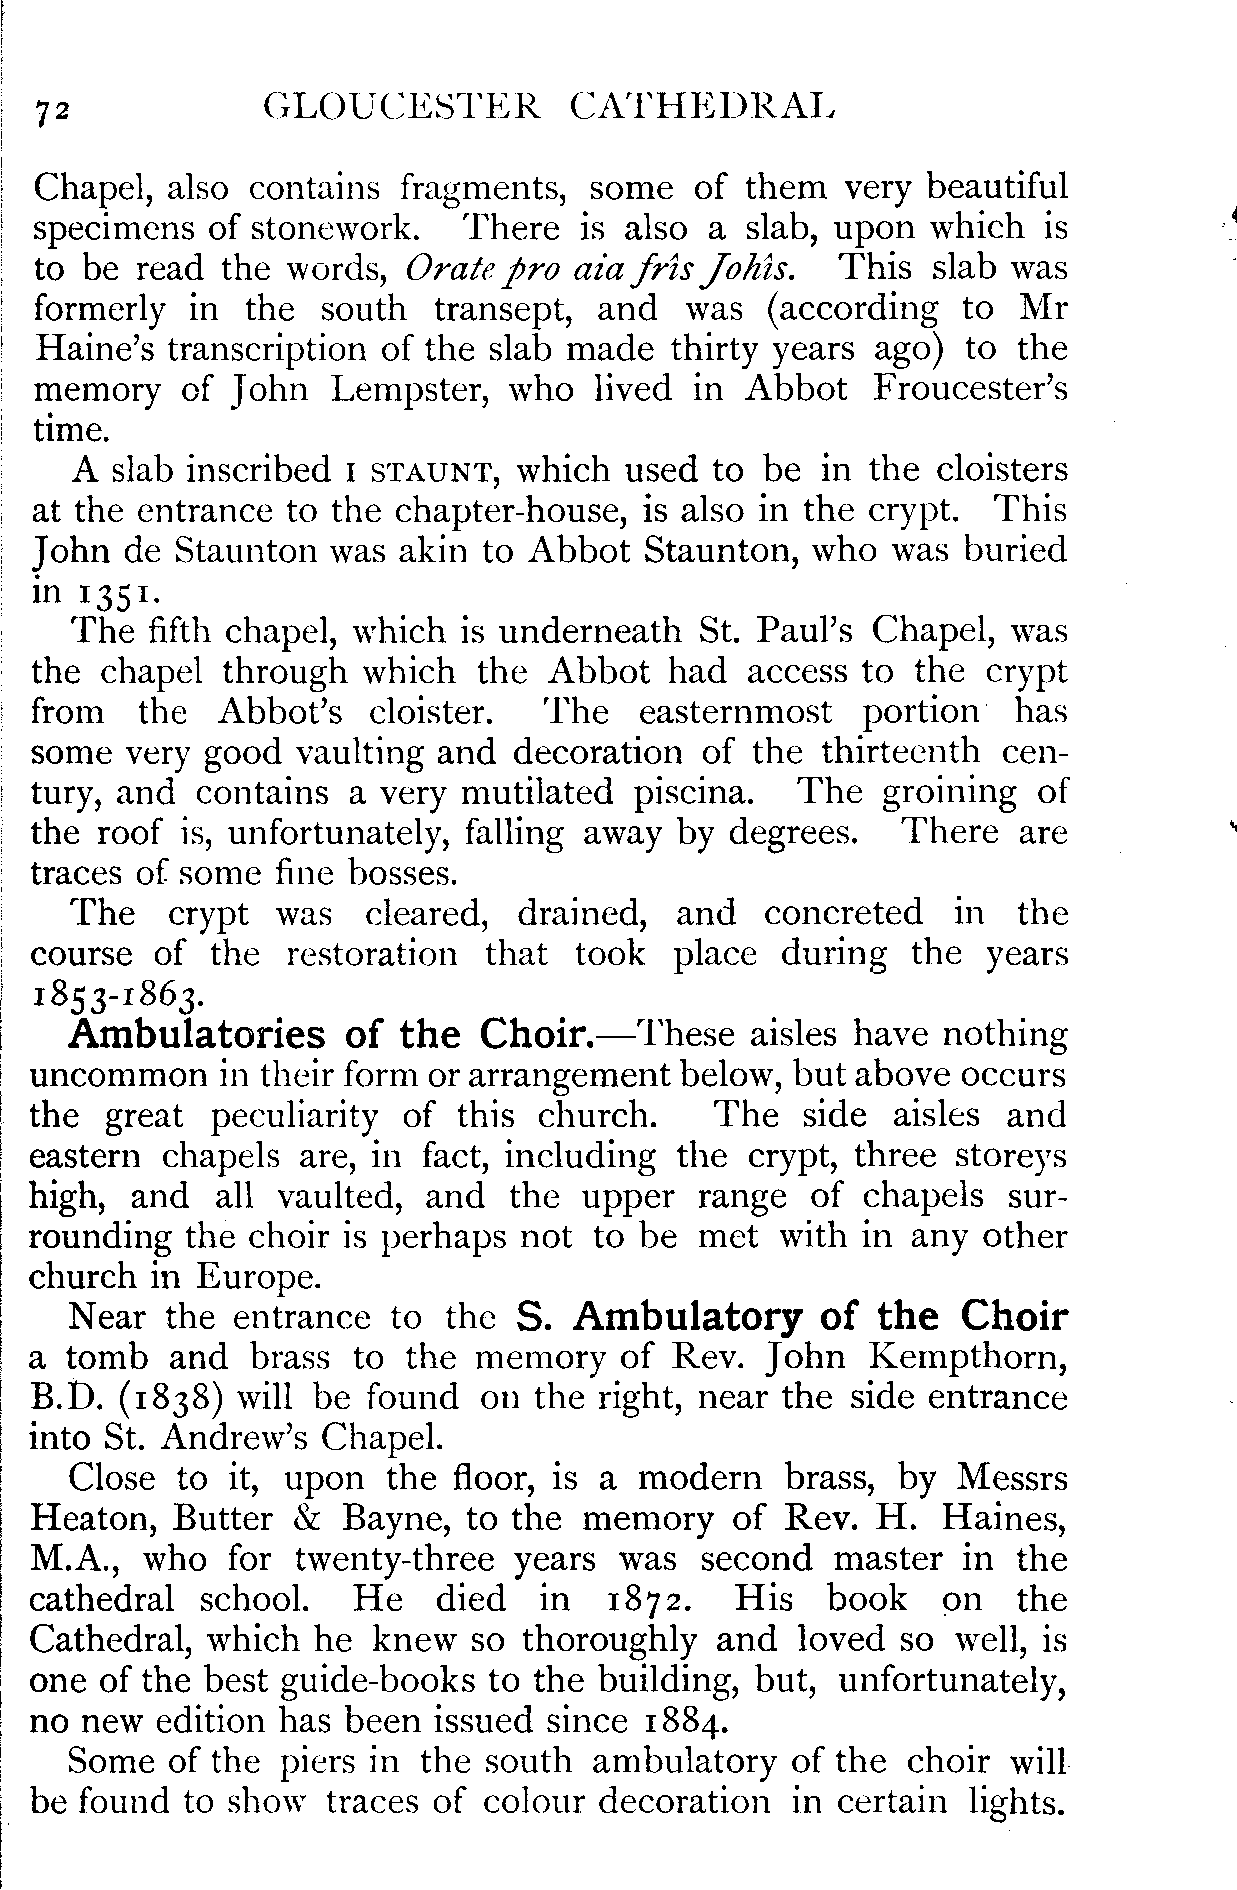 72 GLOUCESTER CATHEDRAL
Chapel, also contains fragments, some of them very beautiful
specimens of stonework. There is also a slab, upon which is
to be read the words, Orate pro aia frîs Johîs. This slab was
formerly in the south transept, and was (according to Mr
Haine's transcription of the slab made thirty years ago) to the
memory of John Lempster, who lived in Abbot Froucester's
time.
A slab inscribed I STAUNT, which used to be in the cloisters
at the entrance to the chapter-house, is also in the crypt. This
John de Staunton was akin to Abbot Staunton, who was buried
in 1351.
The fifth chapel, which is underneath St. Paul's Chapel, was
the chapel through which the Abbot had access to the crypt
from the Abbot's cloister. The easternmost portion has
some very good vaulting and decoration of the thirteenth cen-
tury, and contains a very mutilated piscina. The groining of
the roof is, unfortunately, falling away by degrees. There are
traces of some fine bosses.
The crypt was cleared, drained, and concreted in the
course of the restoration that took place during the years
1853-1863.
Ambulatories of the Choir.—These aisles have nothing
uncommon in their form or arrangement below, but above occurs
the great peculiarity of this church. The side aisles and
eastern chapels are, in fact, including the crypt, three storeys
high, and all vaulted, and the upper range of chapels sur-
rounding the choir is perhaps not to be met with in any other
church in Europe.
Near the entrance to the S. Ambulatory of the Choir
a tomb and brass to the memory of Rev. John Kempthorn,
B.D. (1838) will be found on the right, near the side entrance
into St. Andrew's Chapel.
Close to it, upon the floor, is a modern brass, by Messrs
Heaton, Butter & Bayne, to the memory of Rev. H. Haines,
M.A., who for twenty-three years was second master in the
cathedral school. He died in 1872. His book on the
Cathedral, which he knew so thoroughly and loved so well, is
one of the best guide-books to the building, but, unfortunately,
no new edition has been issued since 1884.
Some of the piers in the south ambulatory of the choir will
be found to show traces of colour decoration in certain lights.